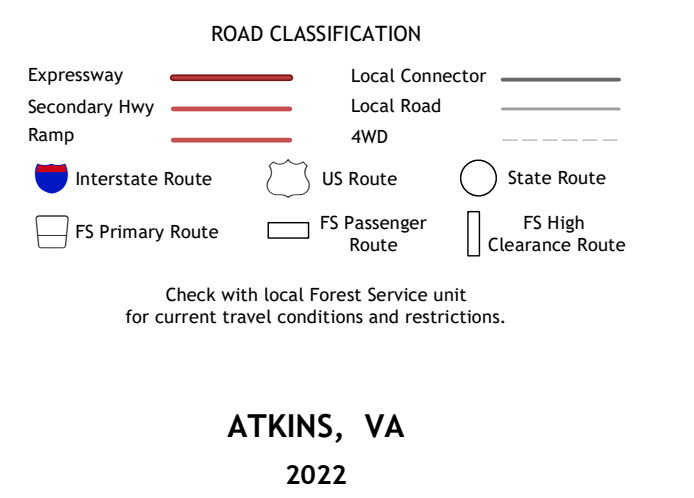 ROAD CLASSIFICATION
Expressway
Local Connector
Secondary Hwy
Local Road
Ramp
4WD
Interstate Route
US Route
State Route
FS Primary Route
FS Passenger
Route
FS High
Clearance Route
Check with local Forest Service unit
for current travel conditions and restrictions.
ATKINS, VA
2022